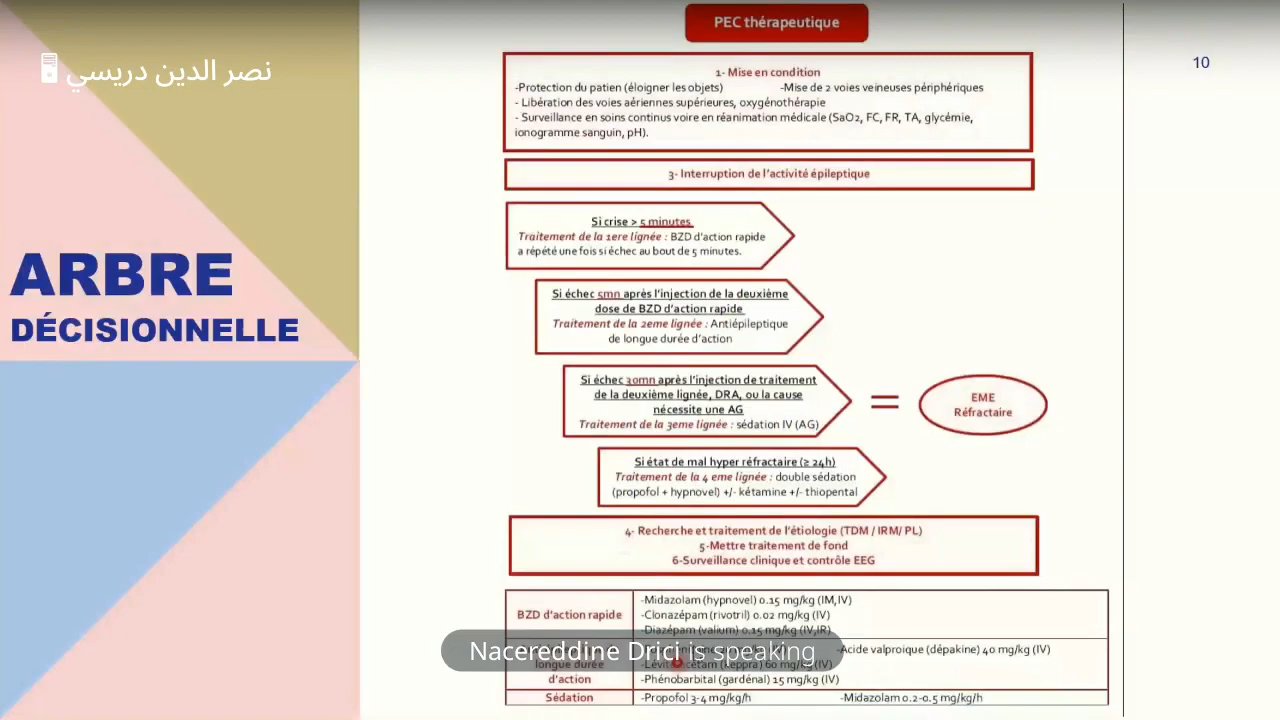 PEC thérapeutique
نصر الدين دريسي
10
1- Mise en condition
-Protection du patien (éloigner les objets) -Mise de 2 voies veineuses périphériques
- Libération des voies aériennes supérieures, oxygénothérapie
- Surveillance en soins continus voire en réanimation médicale (SaO2, FC, FR, TA, glycémie,
ionogramme sanguin, pH).
3- Interruption de l'activité épileptique
Si crise > 5 minutes
Traitement de la 1ere lignée : BZD d'action rapide
a répété une fois si échec au bout de 5 minutes.
ARBRE
DÉCISIONNELLE
Si échec 5mn après l'injection de la deuxième
dose de BZD d'action rapide
Traitement de la 2eme lignée : Antiépileptique
de longue durée d'action
Si échec 30mn après l'injection de traitement
de la deuxième lignée, DRA, ou la cause
nécessite une AG
Traitement de la 3eme lignée : sédation IV (AG)
=
EME
Réfractaire
Si état de mal hyper réfractaire (≥ 24h)
Traitement de la 4 eme lignée : double sédation
(propofol + hypnovel) +/- kétamine +/- thiopental
4- Recherche et traitement de l'étiologie (TDM / IRM/ PL)
5-Mettre traitement de fond
6-Surveillance clinique et contrôle EEG
BZD d'action rapide
-Midazolam (hypnovel) 0.15 mg/kg (IM,IV)
-Clonazépam (rivotril) 0.02 mg/kg (IV)
-Diazépam (valium) 0.15 mg/kg (IV,IR)
Nacereddine Drici is speaking
longue durée
d'action
-Acide valproique (dépakine) 40 mg/kg (IV)
(keppra) 60 mg/kg (IV)
-Phénobarbital (gardénal) 15 mg/kg (IV)
Sédation
-Propofol 3-4 mg/kg/h -Midazolam 0.2-0.5 mg/kg/h